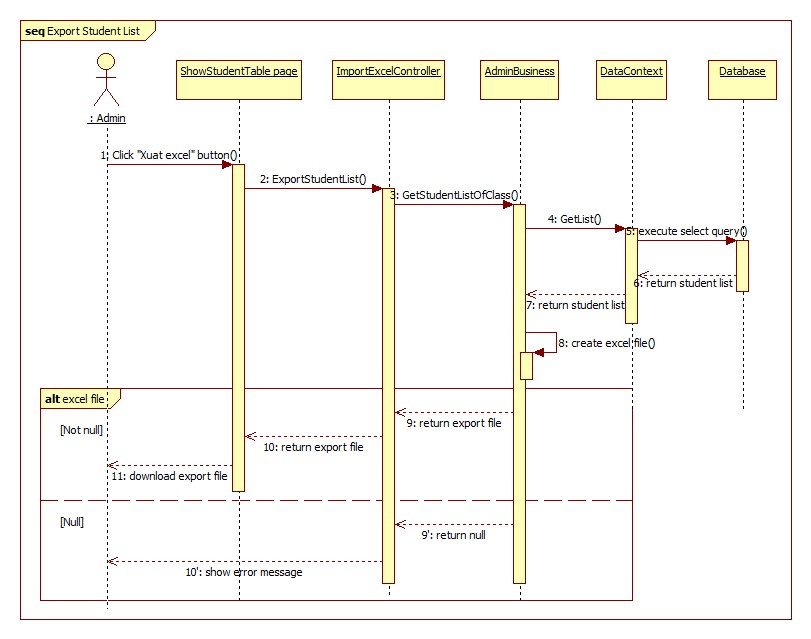 seq Export Student List
: Admin
ShowStudentTable page
ImportExcelController
AdminBusiness
DataContext
Database
1: Click "Xuat excel" button()
2: ExportStudentList()
3: GetStudentListOfClass()
4: GetList()
5: execute select query()
6: return student list
7: return student list
8: create excel file()
alt excel file
[Not null]
9: return export file
10: return export file
11: download export file
[Null]
9': return null
10': show error message